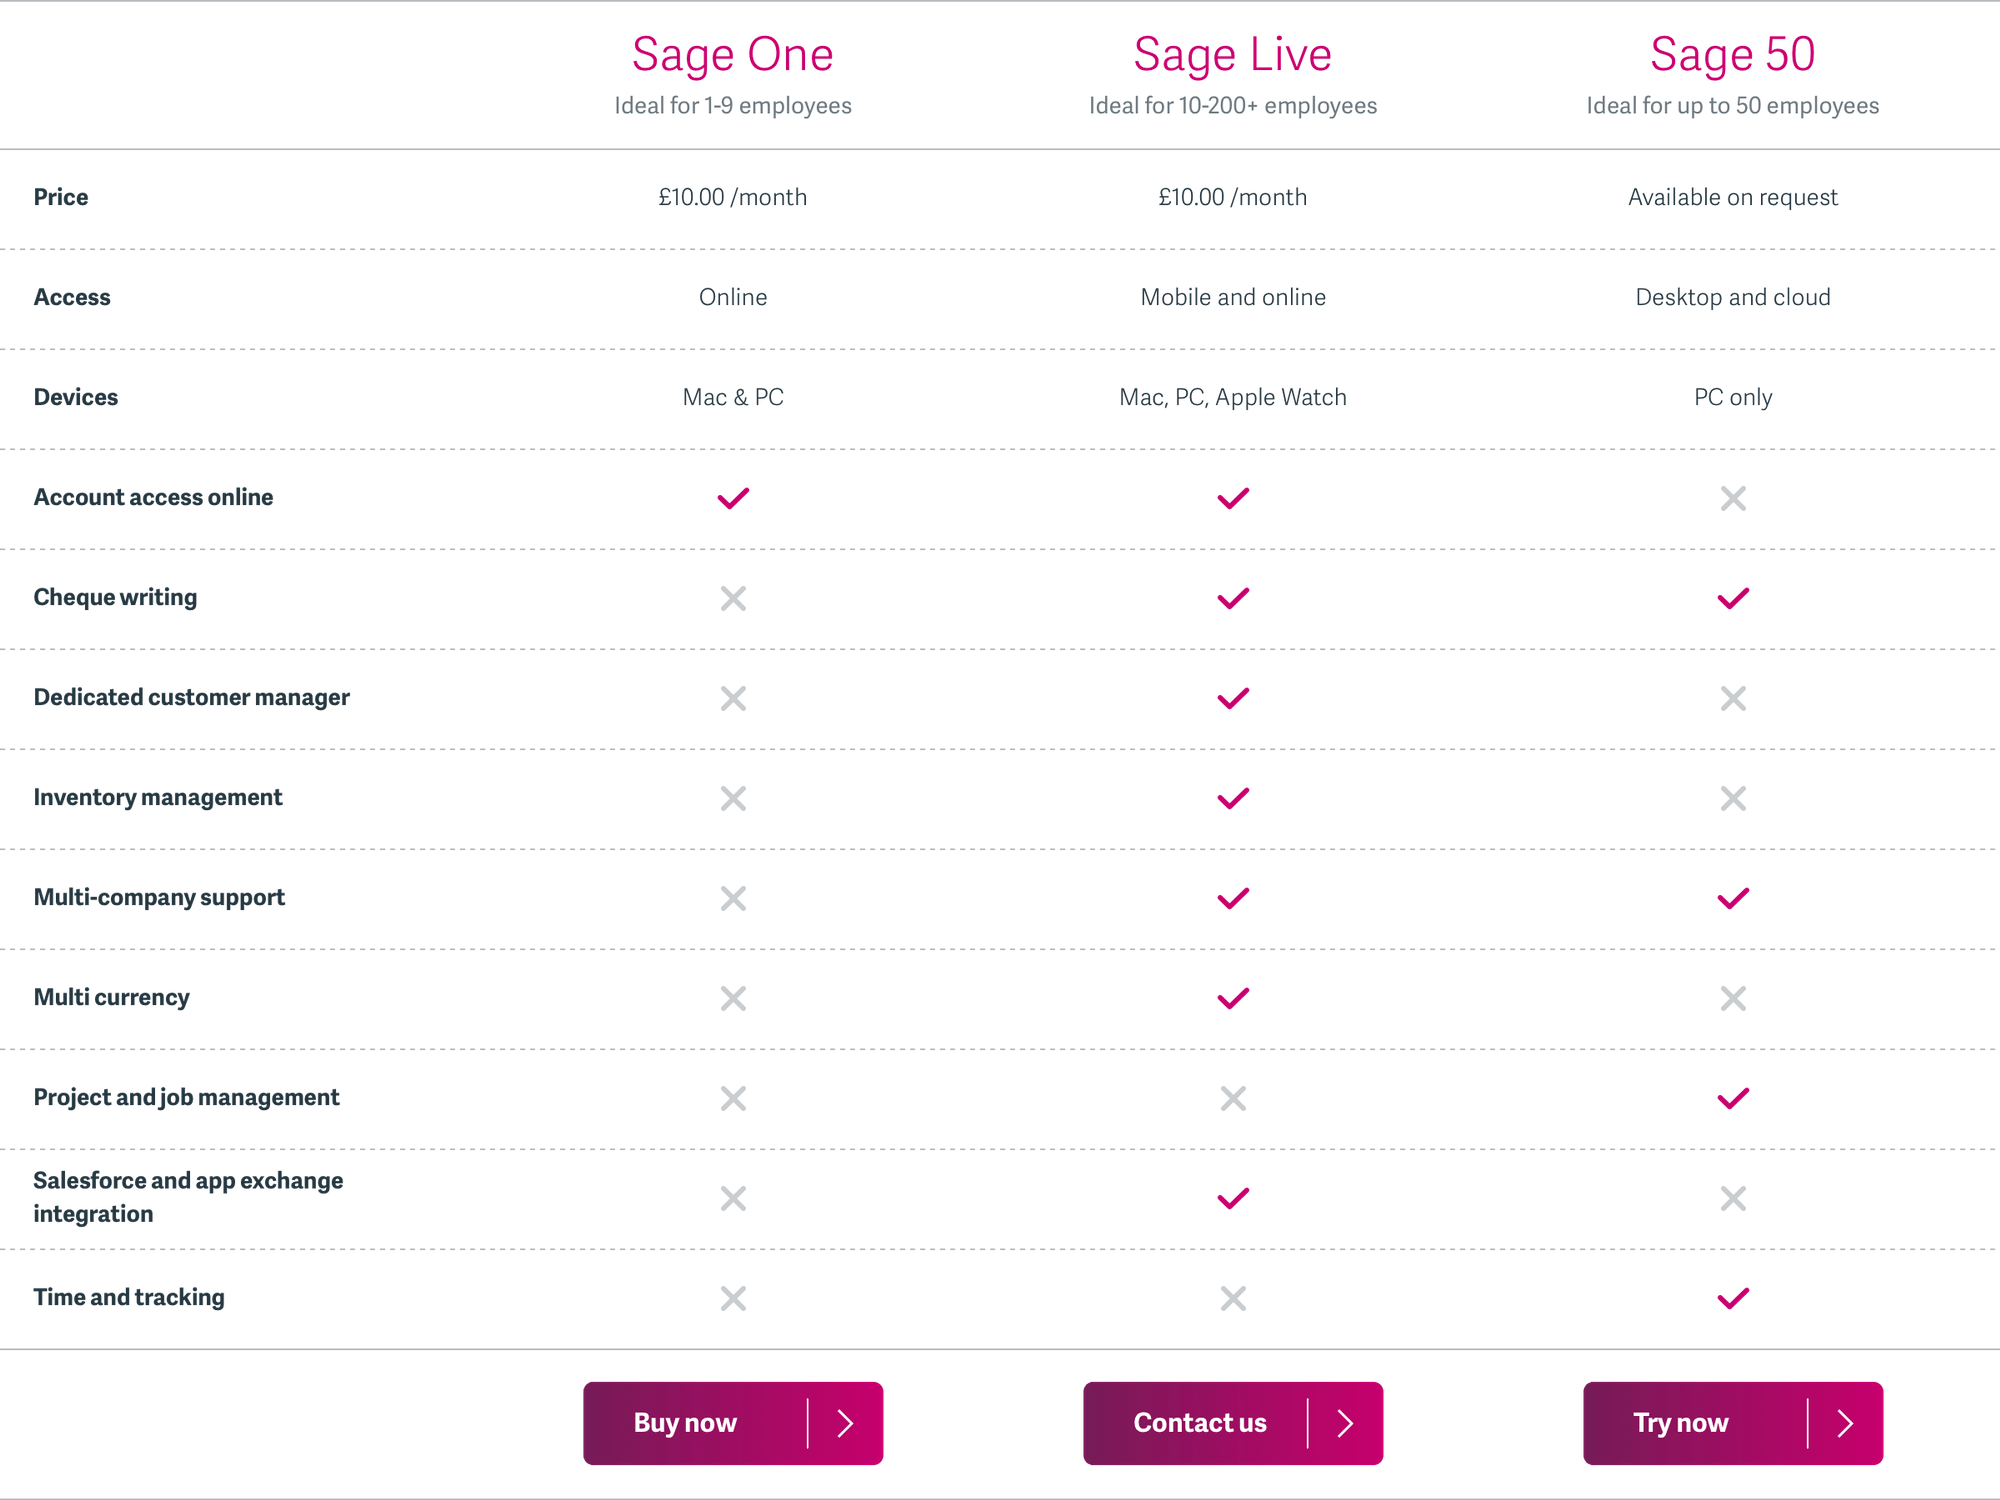 Sage One
Sage Live
Sage 50
Ideal for 1-9 employees
Ideal for 10-200+ employees
Ideal for up to 50 employees
Price
£10.00 /month
£10.00 /month
Available on request
Access
Online
Mobile and online
Desktop and cloud
Devices
Mac & PC
Mac, PC, Apple Watch
PC only
Account access online
Cheque writing
Dedicated customer manager
Inventory management
Multi-company support
Multi currency
Project and job management
Salesforce and app exchange
integration
Time and tracking
Buy now
Contact us
Try now